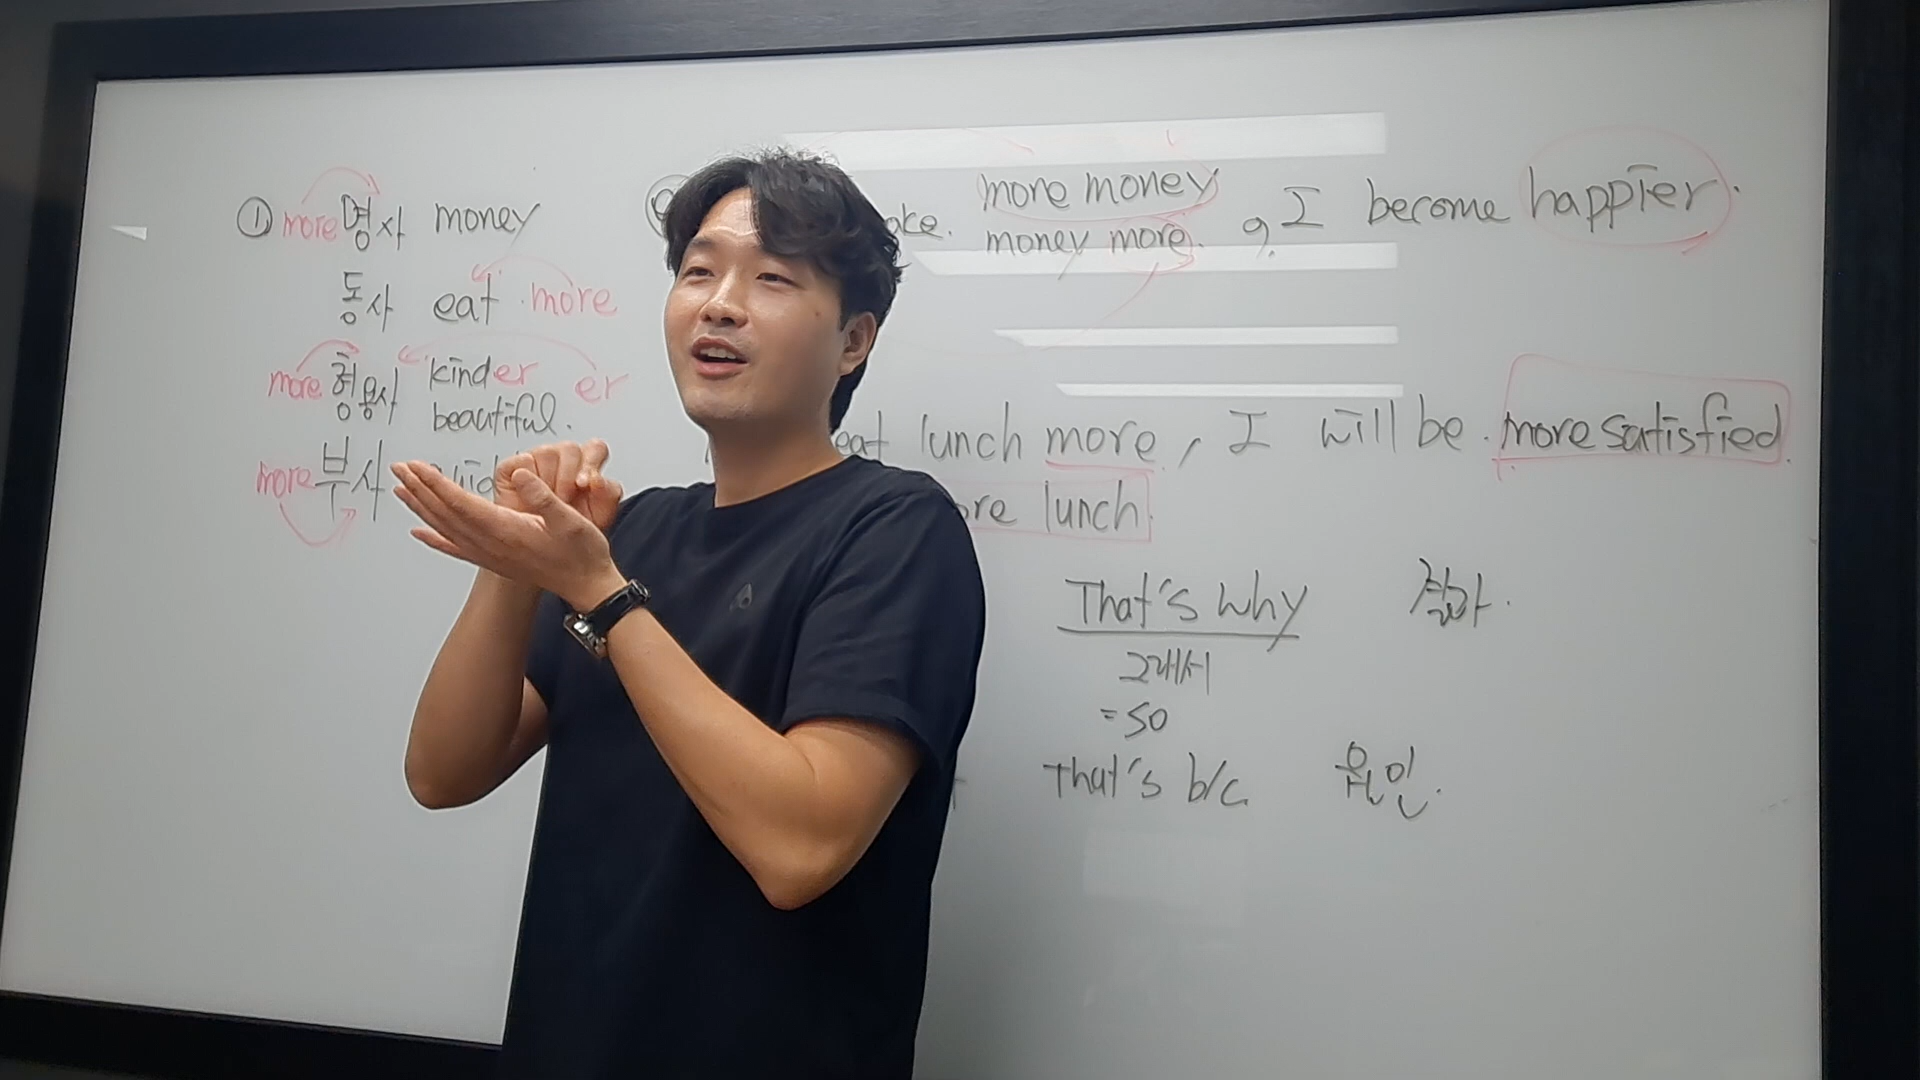 ① more 명사 money
동사 eat more
more 형용사 kinder er
beautiful.
more 부사
more money
money more. , I become happier.
eat lunch more, I will be more satisfied
lunch
That's why 결과.
그래서
= so
That's b/c. 원인.